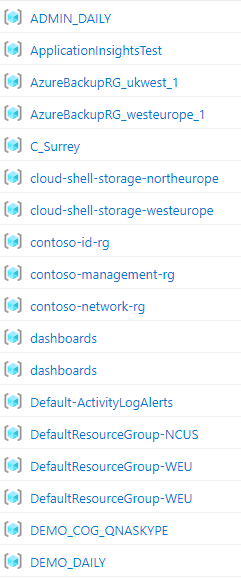 ADMIN_DAILY
ApplicationInsightsTest
AzureBackupRG_ukwest_1
AzureBackupRG_westeurope_1
C_Surrey
cloud-shell-storage-northeurope
cloud-shell-storage-westeurope
contoso-id-rg
contoso-management-rg
contoso-network-rg
dashboards
dashboards
Default-ActivityLogAlerts
DefaultResourceGroup-NCUS
DefaultResourceGroup-WEU
DefaultResourceGroup-WEU
DEMO_COG_QNASKYPE
DEMO_DAILY